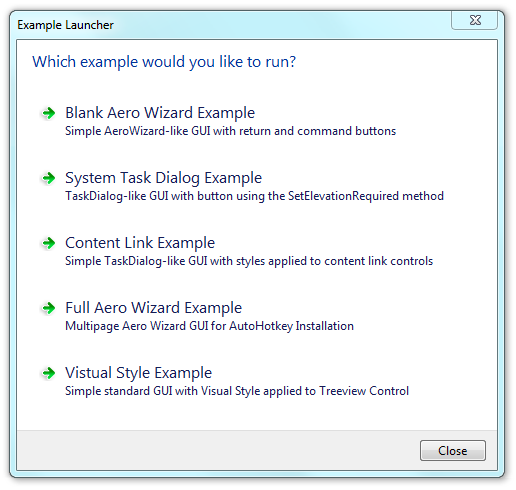 Example Launcher
Which example would you like to run?
Blank Aero Wizard Example
Simple AeroWizard-like GUI with return and command buttons
System Task Dialog Example
TaskDialog-like GUI with button using the SetElevationRequired method
Content Link Example
Simple TaskDialog-like GUI with styles applied to content link controls
Full Aero Wizard Example
Multipage Aero Wizard GUI for AutoHotkey Installation
Vistual Style Example
Simple standard GUI with Visual Style applied to Treeview Control
Close